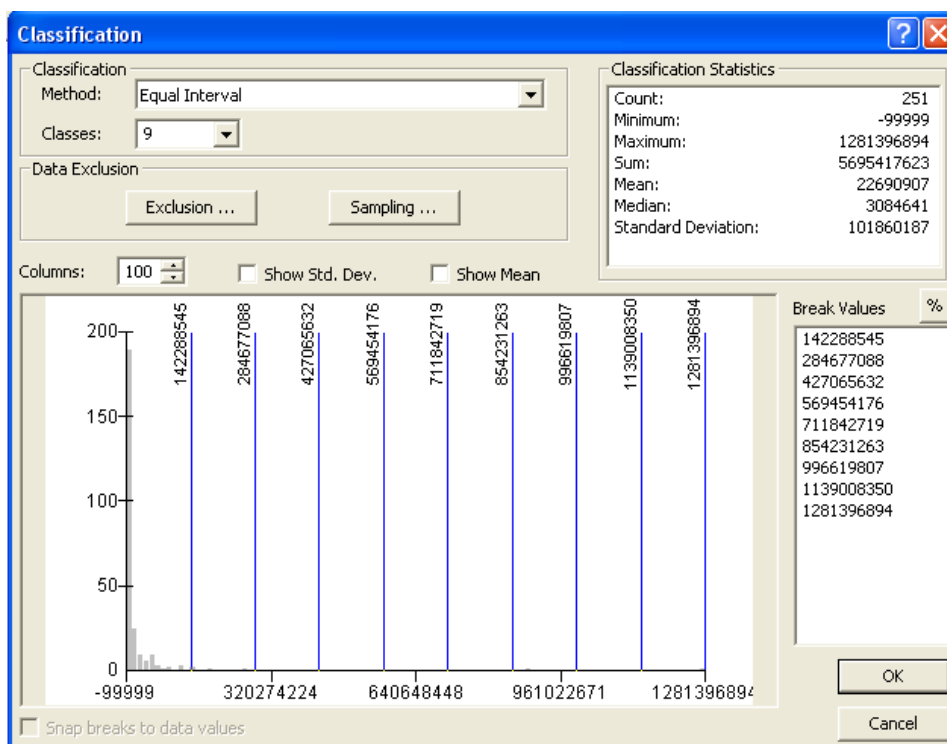 Classification
Classification
Method: Equal Interval
Classes: 9
Data Exclusion
Exclusion ...
Sampling ...
Classification Statistics
Count: 251
Minimum: -99999
Maximum: 1281396894
Sum: 5695417623
Mean: 22690907
Median: 3084641
Standard Deviation: 101860187
Columns: 100
Show Std. Dev.
Show Mean
Break Values
%
142288545
284677088
427065632
569454176
711842719
854231263
996619807
1139008350
1281396894
200
150
100
50
0
-99999
320274224
640648448
961022671
1281396894
142288545
284677088
427065632
569454176
711842719
854231263
996619807
1139008350
1281396894
Snap breaks to data values
OK
Cancel